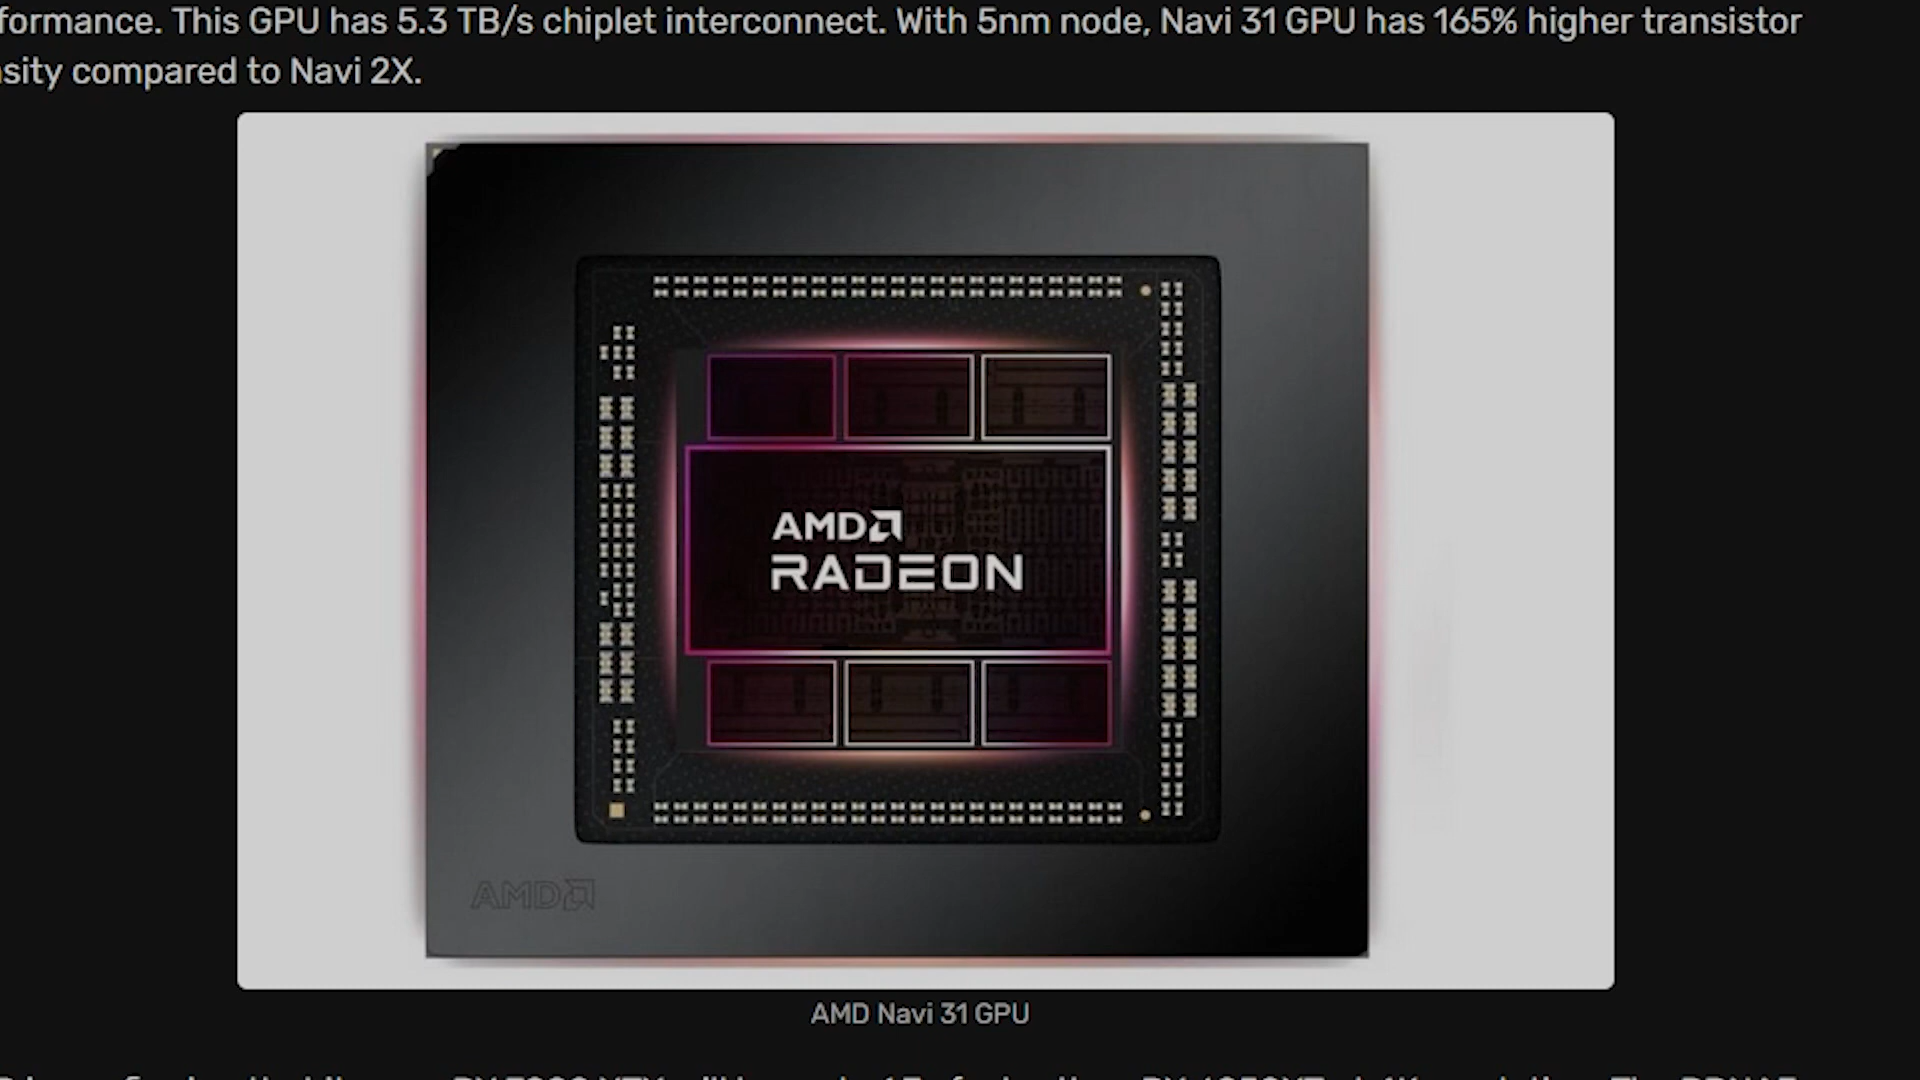 formance. This GPU has 5.3 TB/s chiplet interconnect. With 5nm node, Navi 31 GPU has 165% higher transistor
sity compared to Navi 2X.
AMD
RADEON
AMD
AMD Navi 31 GPU